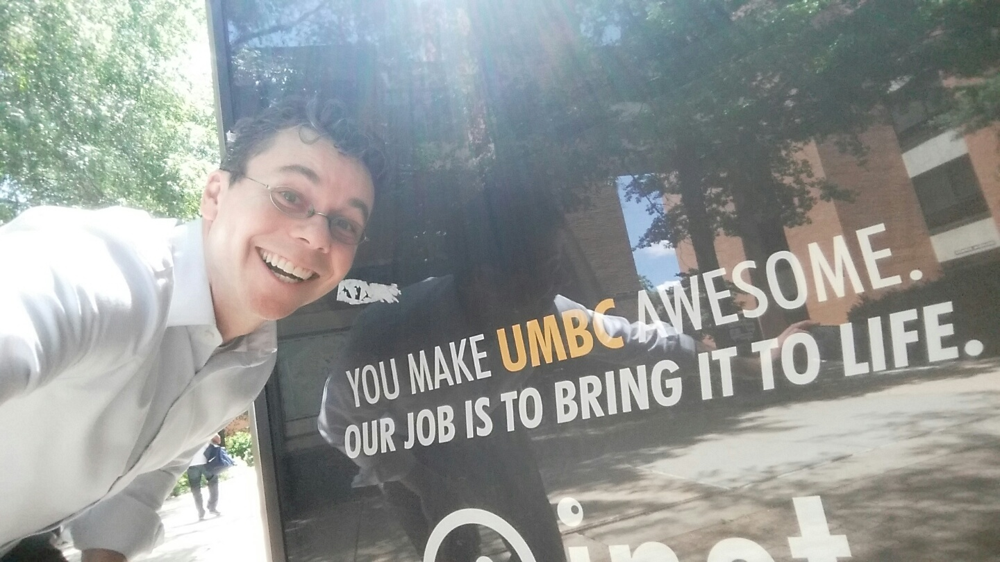 YOU MAKE UMBC AWESOME.
OUR JOB IS TO BRING IT TO LIFE.